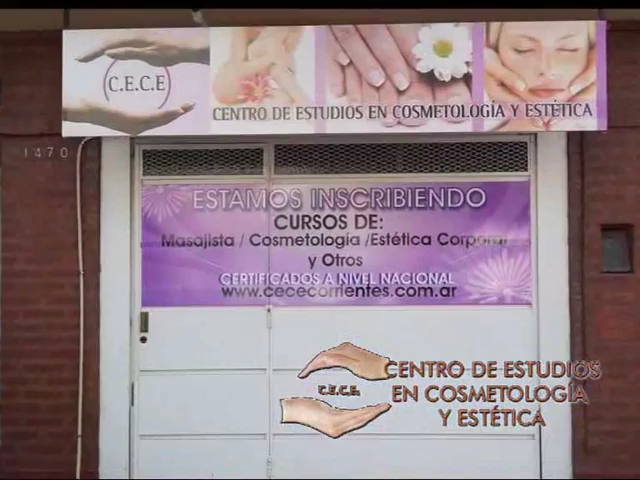 C.E.C.E
CENTRO DE ESTUDIOS EN COSMETOLOGÍA Y ESTÉTICA
1470
ESTAMOS INSCRIBIENDO
CURSOS DE:
Masajista / Cosmetología /Estética Corporal
y Otros
CERTIFICADOS A NIVEL NACIONAL
www.cececorrientes.com.ar
C.E.C.E.
CENTRO DE ESTUDIOS
EN COSMETOLOGÍA
Y ESTÉTICA